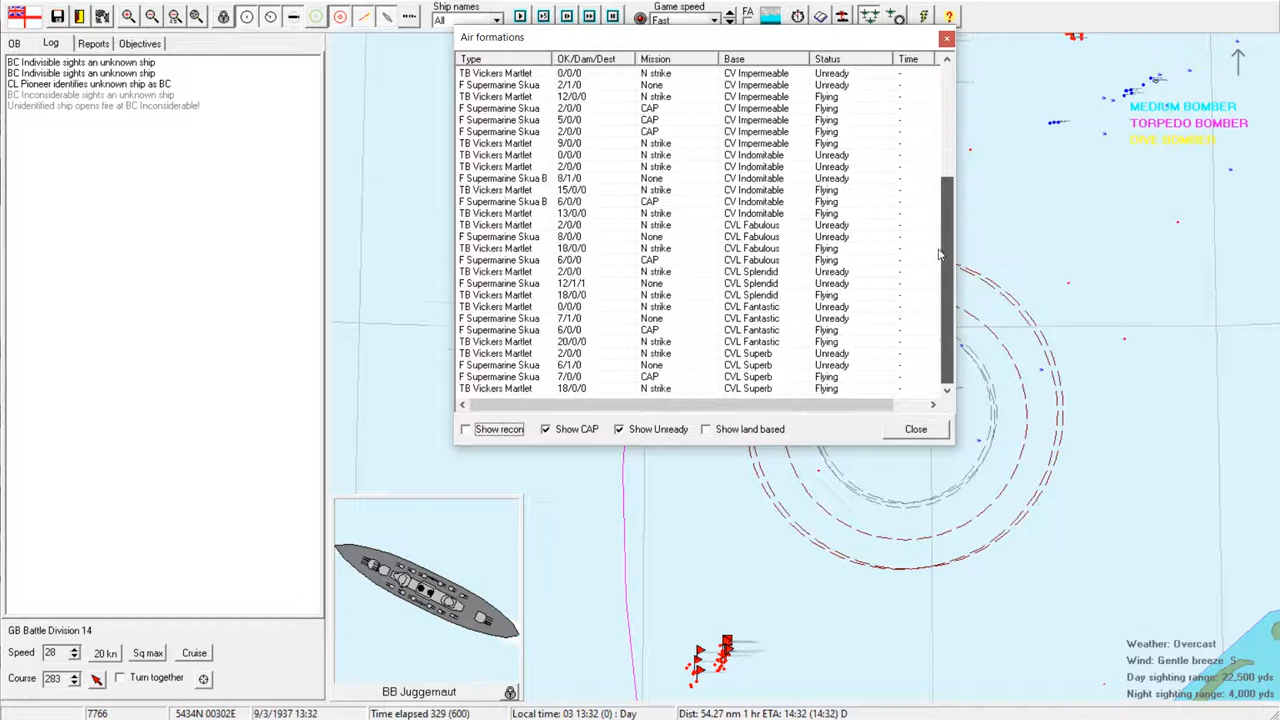 Ship names
All
Game speed
Fast
FA
OB Log Reports Objectives
BC Indivisible sights an unknown ship
BC Indivisible sights an unknown ship
CL Pioneer identifies unknown ship as BC
BC Inconsiderable sights an unknown ship
Unidentified ship opens fire at BC Inconsiderable!
Air formations
Type OK/Dam/Dest Mission Base Status Time
TB Vickers Martlet 0/0/0 N strike CV Impermeable Unready -
F Supermarine Skua 2/1/0 None CV Impermeable Unready -
TB Vickers Martlet 12/0/0 N strike CV Impermeable Flying -
F Supermarine Skua 2/0/0 CAP CV Impermeable Flying -
F Supermarine Skua 5/0/0 CAP CV Impermeable Flying -
F Supermarine Skua 2/0/0 CAP CV Impermeable Flying -
TB Vickers Martlet 9/0/0 N strike CV Impermeable Flying -
TB Vickers Martlet 0/0/0 N strike CV Indomitable Unready -
TB Vickers Martlet 2/0/0 N strike CV Indomitable Unready -
F Supermarine Skua B 8/1/0 None CV Indomitable Unready -
TB Vickers Martlet 15/0/0 N strike CV Indomitable Flying -
F Supermarine Skua B 6/0/0 CAP CV Indomitable Flying -
TB Vickers Martlet 13/0/0 N strike CV Indomitable Flying -
TB Vickers Martlet 2/0/0 N strike CVL Fabulous Unready -
F Supermarine Skua 8/0/0 None CVL Fabulous Unready -
TB Vickers Martlet 18/0/0 N strike CVL Fabulous Flying -
F Supermarine Skua 6/0/0 CAP CVL Fabulous Flying -
TB Vickers Martlet 2/0/0 N strike CVL Splendid Unready -
F Supermarine Skua 12/1/1 None CVL Splendid Unready -
TB Vickers Martlet 18/0/0 N strike CVL Splendid Flying -
TB Vickers Martlet 0/0/0 N strike CVL Fantastic Unready -
F Supermarine Skua 7/1/0 None CVL Fantastic Unready -
F Supermarine Skua 6/0/0 CAP CVL Fantastic Flying -
TB Vickers Martlet 20/0/0 N strike CVL Fantastic Flying -
TB Vickers Martlet 2/0/0 N strike CVL Superb Unready -
F Supermarine Skua 6/1/0 None CVL Superb Unready -
F Supermarine Skua 7/0/0 CAP CVL Superb Flying -
TB Vickers Martlet 18/0/0 N strike CVL Superb Flying -
Show recon Show CAP Show Unready Show land based Close
MEDIUM BOMBER
TORPEDO BOMBER
DIVE BOMBER
GB Battle Division 14
Speed 28 20 kn Sq max Cruise
Course 283 Turn together
BB Juggernaut
Weather: Overcast
Wind: Gentle breeze S
Day sighting range: 22,500 yds
Night sighting range: 4,000 yds
7766 5434N 00302E 9/3/1937 13:32 Time elapsed 329 (600) Local time: 03 13:32 (0) : Day Dist: 54.27 nm 1 hr ETA: 14:32 (14:32) D